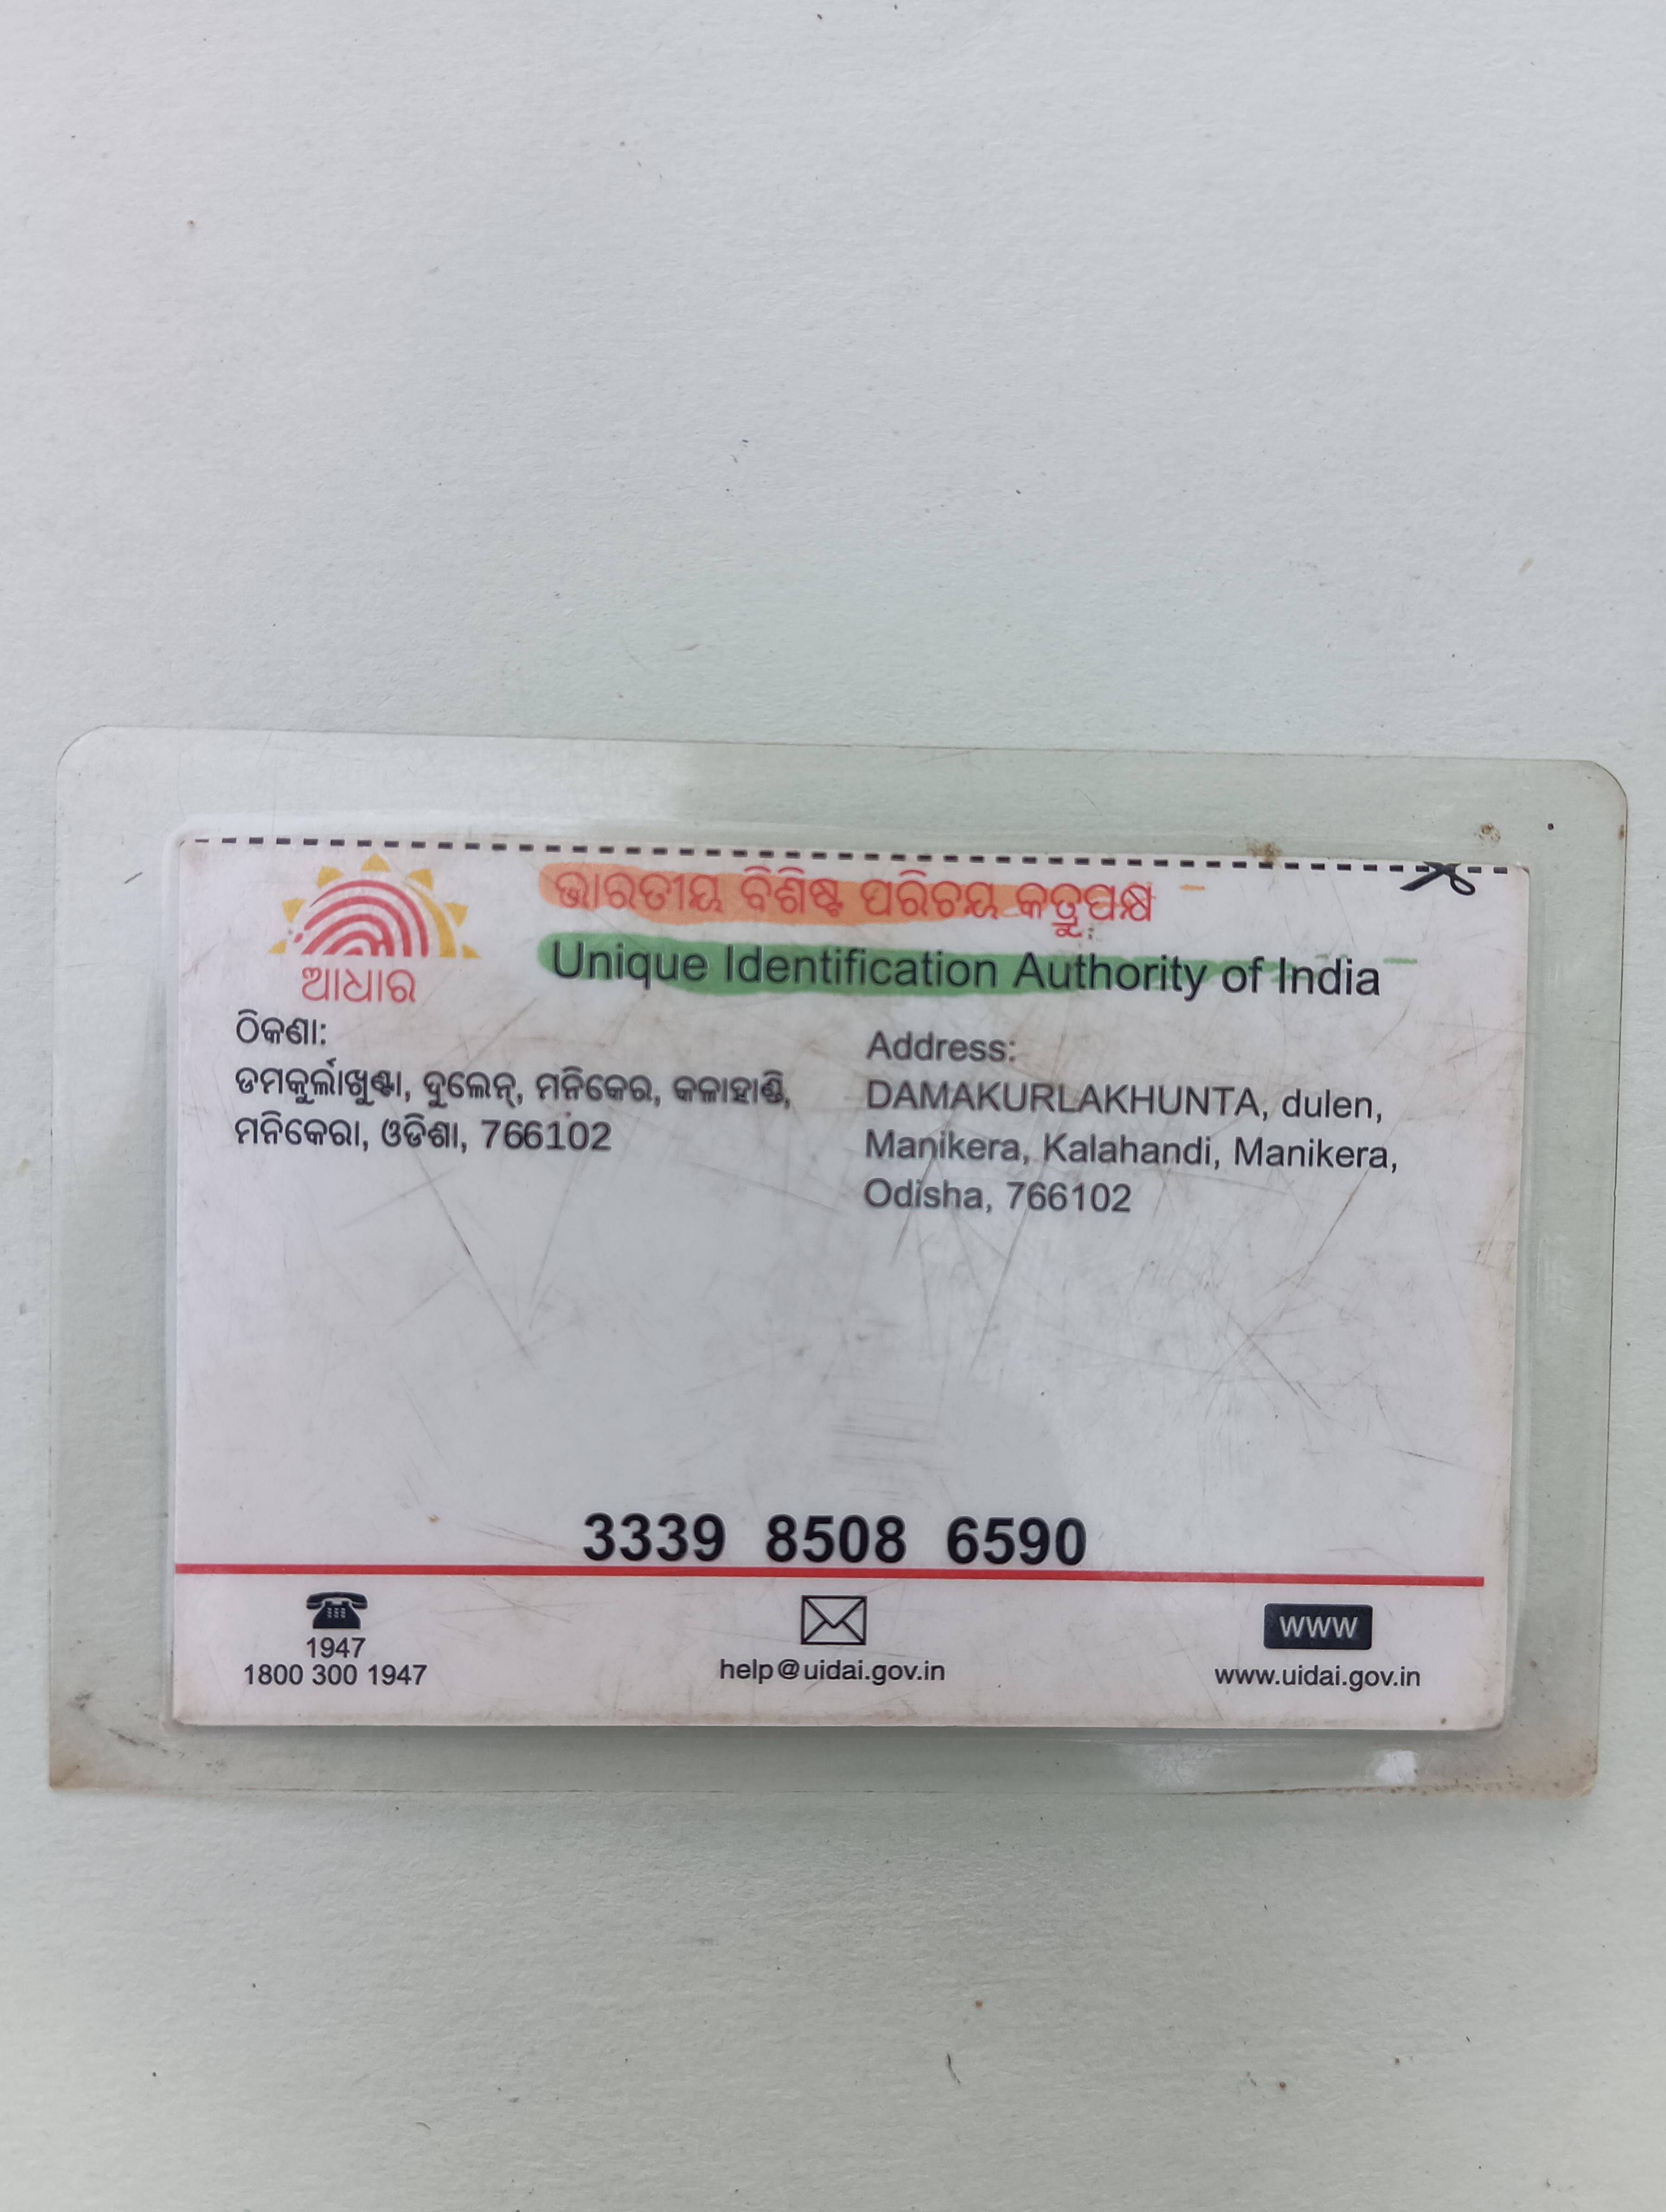 ଭାରତୀୟ ବିଶିଷ୍ଟ ପରିଚୟ କର୍ତ୍ତୃପକ୍ଷ
Unique Identification Authority of India
ଆଧାର
ଠିକଣା:
ଡମକୁର୍ଲାଖୁଣ୍ଟା, ଦୁଲେନ୍, ମନିକେର, କଳାହାଣ୍ଡି,
ମନିକେରା, ଓଡିଶା, 766102
Address:
DAMAKURLAKHUNTA, dulen,
Manikera, Kalahandi, Manikera,
Odisha, 766102
3339 8508 6590
1947
1800 300 1947
help@uidai.gov.in
www
www.uidai.gov.in